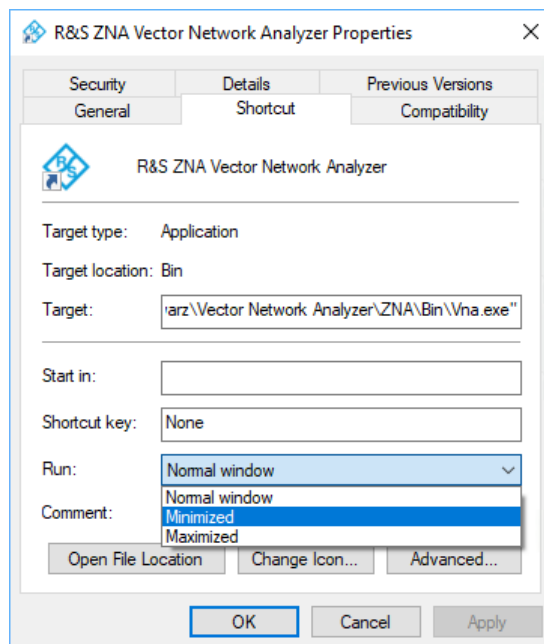 R&S ZNA Vector Network Analyzer Properties
Security Details Previous Versions
General Shortcut Compatibility
R&S
R&S ZNA Vector Network Analyzer
Target type: Application
Target location: Bin
Target: arz\Vector Network Analyzer\ZNA\Bin\Vna.exe"
Start in:
Shortcut key: None
Run: Normal window
Normal window
Comment: Minimized
Maximized
Open File Location Change Icon... Advanced...
OK Cancel Apply